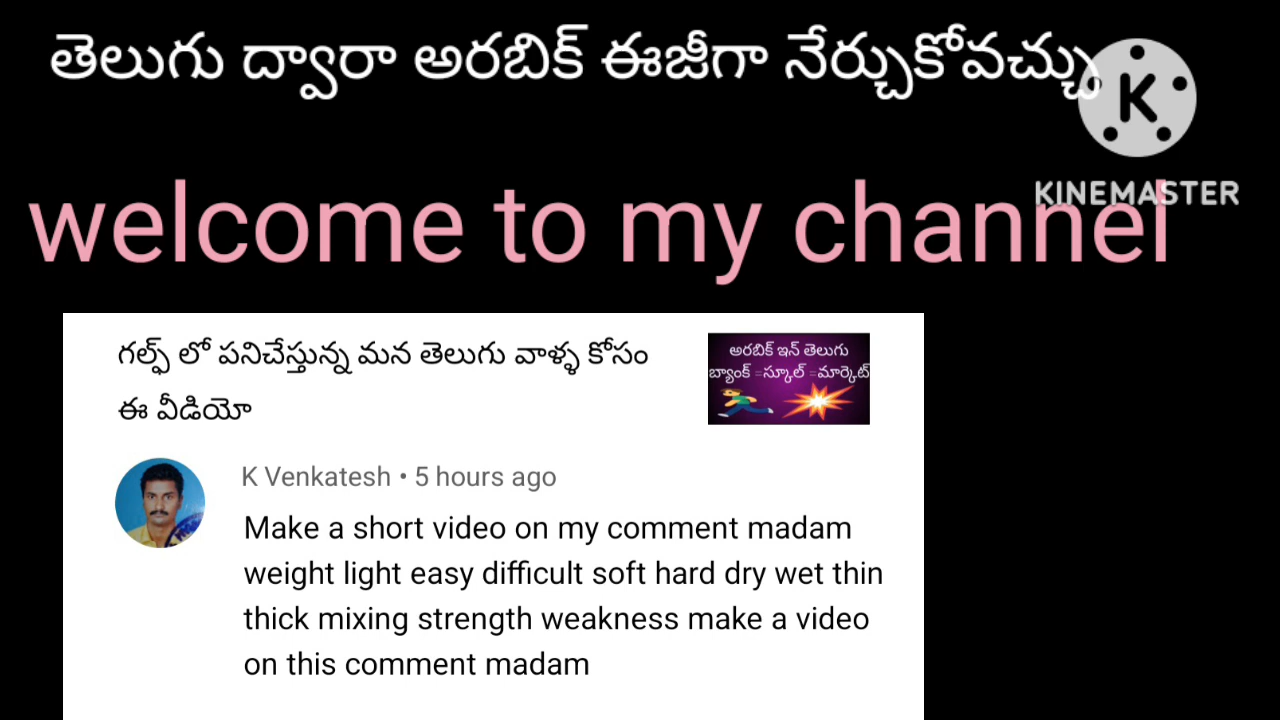 తెలుగు ద్వారా అరబిక్ ఈజీగా నేర్చుకోవచ్చు
K
KINEMASTER
welcome to my channel
గల్ఫ్ లో పనిచేస్తున్న మన తెలుగు వాళ్ళ కోసం
ఈ వీడియో
అరబిక్ ఇన్ తెలుగు
బ్యాంక్ =స్కూల్ =మార్కెట్
K Venkatesh • 5 hours ago
Make a short video on my comment madam
weight light easy difficult soft hard dry wet thin
thick mixing strength weakness make a video
on this comment madam